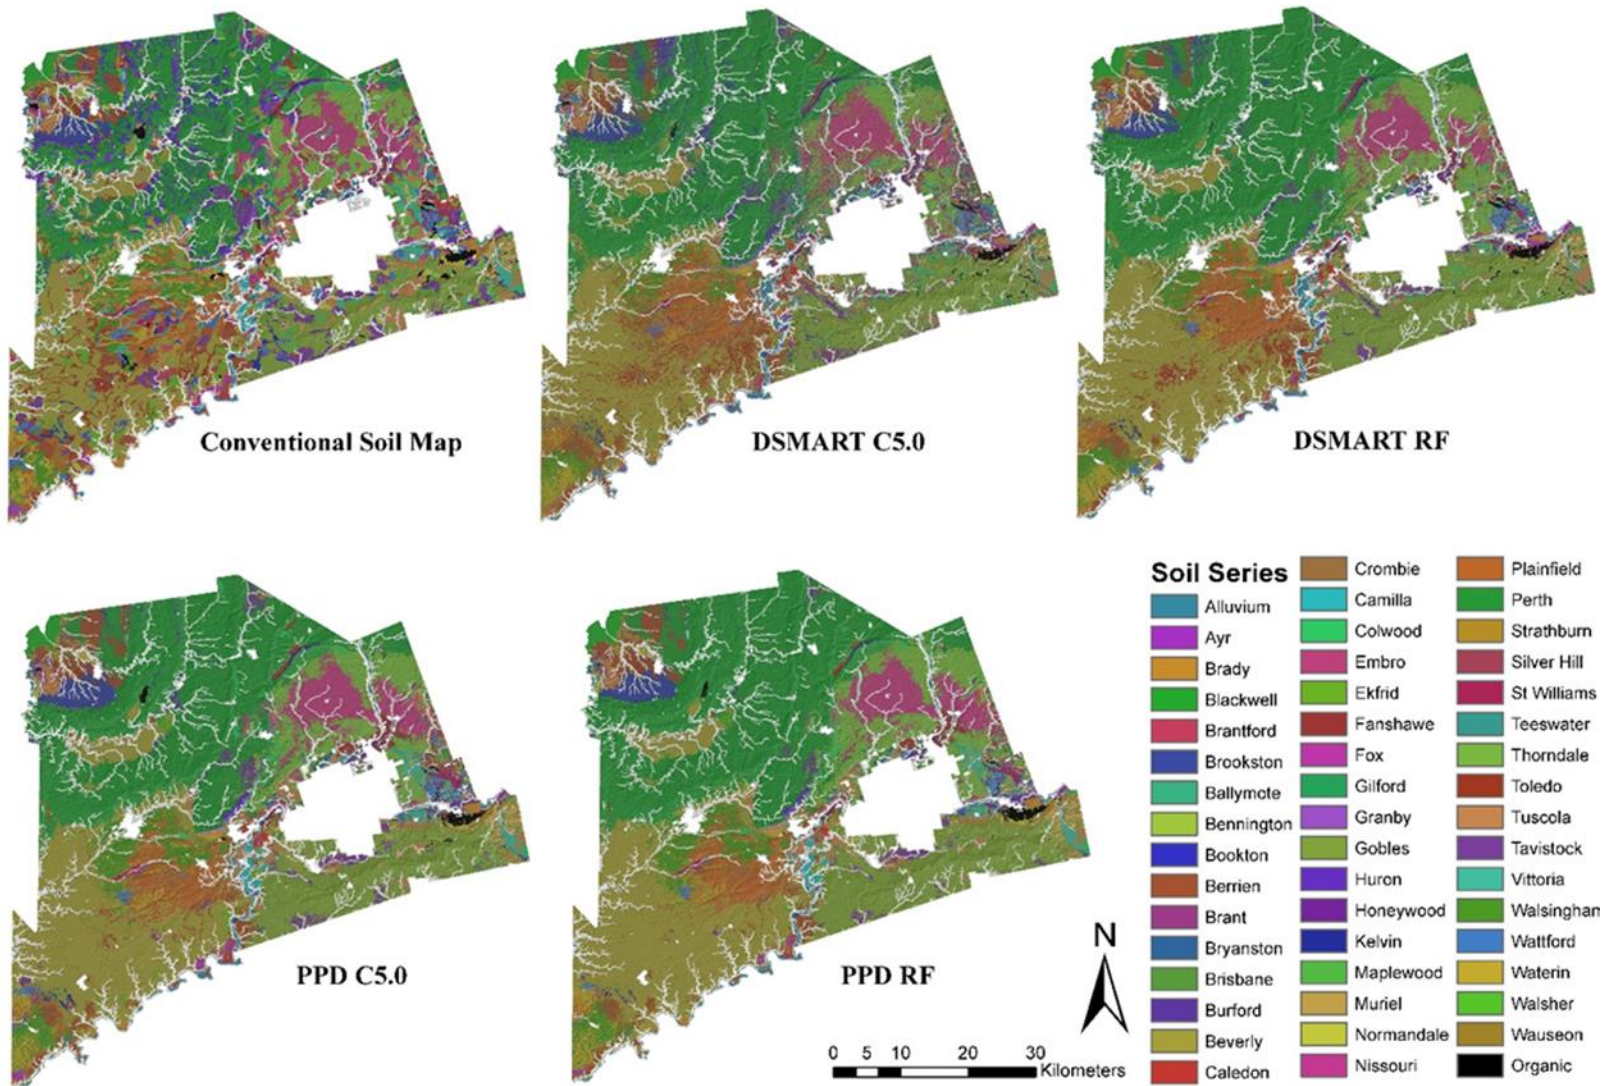 Conventional Soil Map
DSMART C5.0
DSMART RF
PPD C5.0
PPD RF
N
0 5 10 20 30
Kilometers
Soil Series
Alluvium
Ayr
Brady
Blackwell
Brantford
Brookston
Ballymote
Bennington
Bookton
Berrien
Brant
Bryanston
Brisbane
Burford
Beverly
Caledon
Crombie
Camilla
Colwood
Embro
Ekfrid
Fanshawe
Fox
Gilford
Granby
Gobles
Huron
Honeywood
Kelvin
Maplewood
Muriel
Normandale
Nissouri
Plainfield
Perth
Strathburn
Silver Hill
St Williams
Teeswater
Thorndale
Toledo
Tuscola
Tavistock
Vittoria
Walsingham
Wattford
Waterin
Walsher
Wauseon
Organic